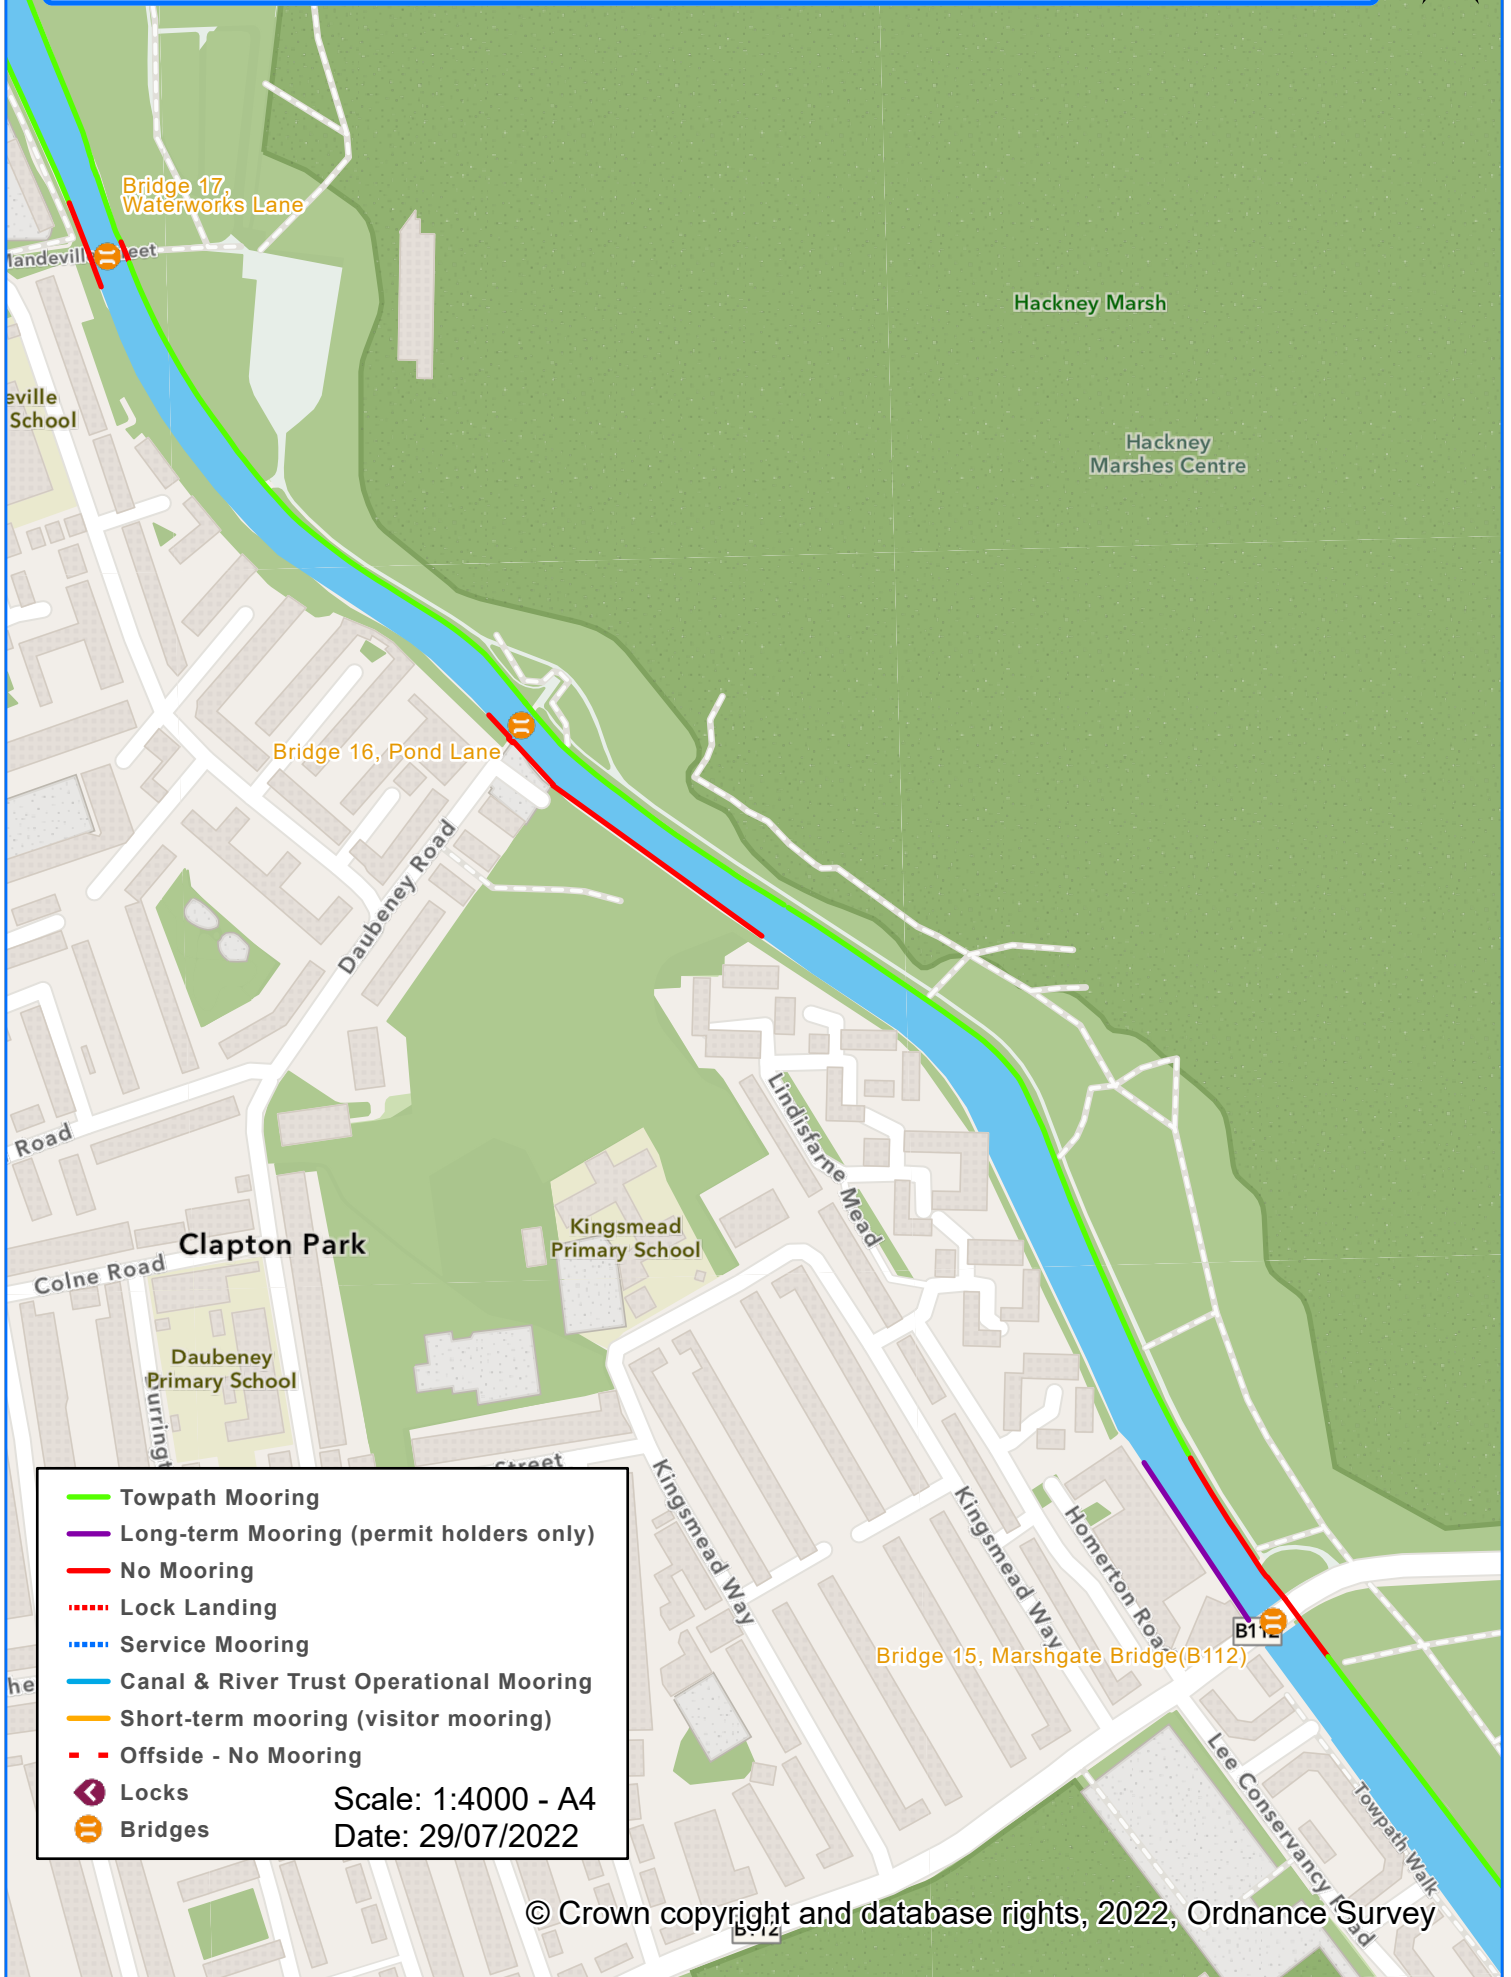 Bridge 17,
Waterworks Lane
Hackney Marsh
eville
School
Hackney
Marshes Centre
Bridge 16, Pond Lane
Daubeney Road
Lindisfarne Mead
Road
Kingsmead
Primary School
Clapton Park
Colne Road
Daubeney
Primary School
Street
Kingsmead Way
Kingsmead Way
Homerton Road
B112
Bridge 15, Marshgate Bridge(B112)
Lee Conservancy Road
Towpath Walk
Towpath Mooring
Long-term Mooring (permit holders only)
No Mooring
Lock Landing
Service Mooring
Canal & River Trust Operational Mooring
Short-term mooring (visitor mooring)
Offside - No Mooring
Locks
Bridges
Scale: 1:4000 - A4
Date: 29/07/2022
© Crown copyright and database rights, 2022, Ordnance Survey
B112